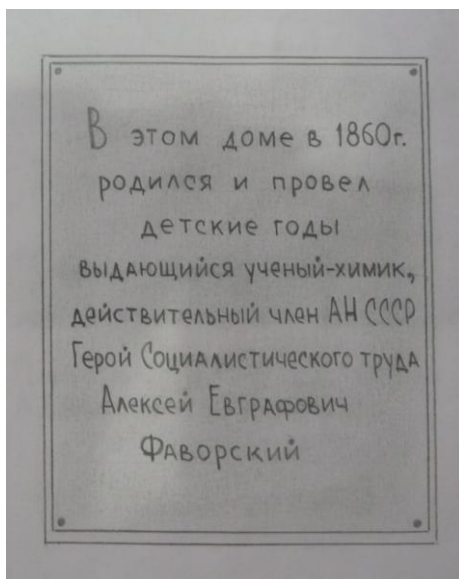 В этом доме в 1860г.
родился и провел
детские годы
выдающийся ученый-химик,
действительный член АН СССР
Герой Социалистического труда
Алексей Евграфович
Фаворский